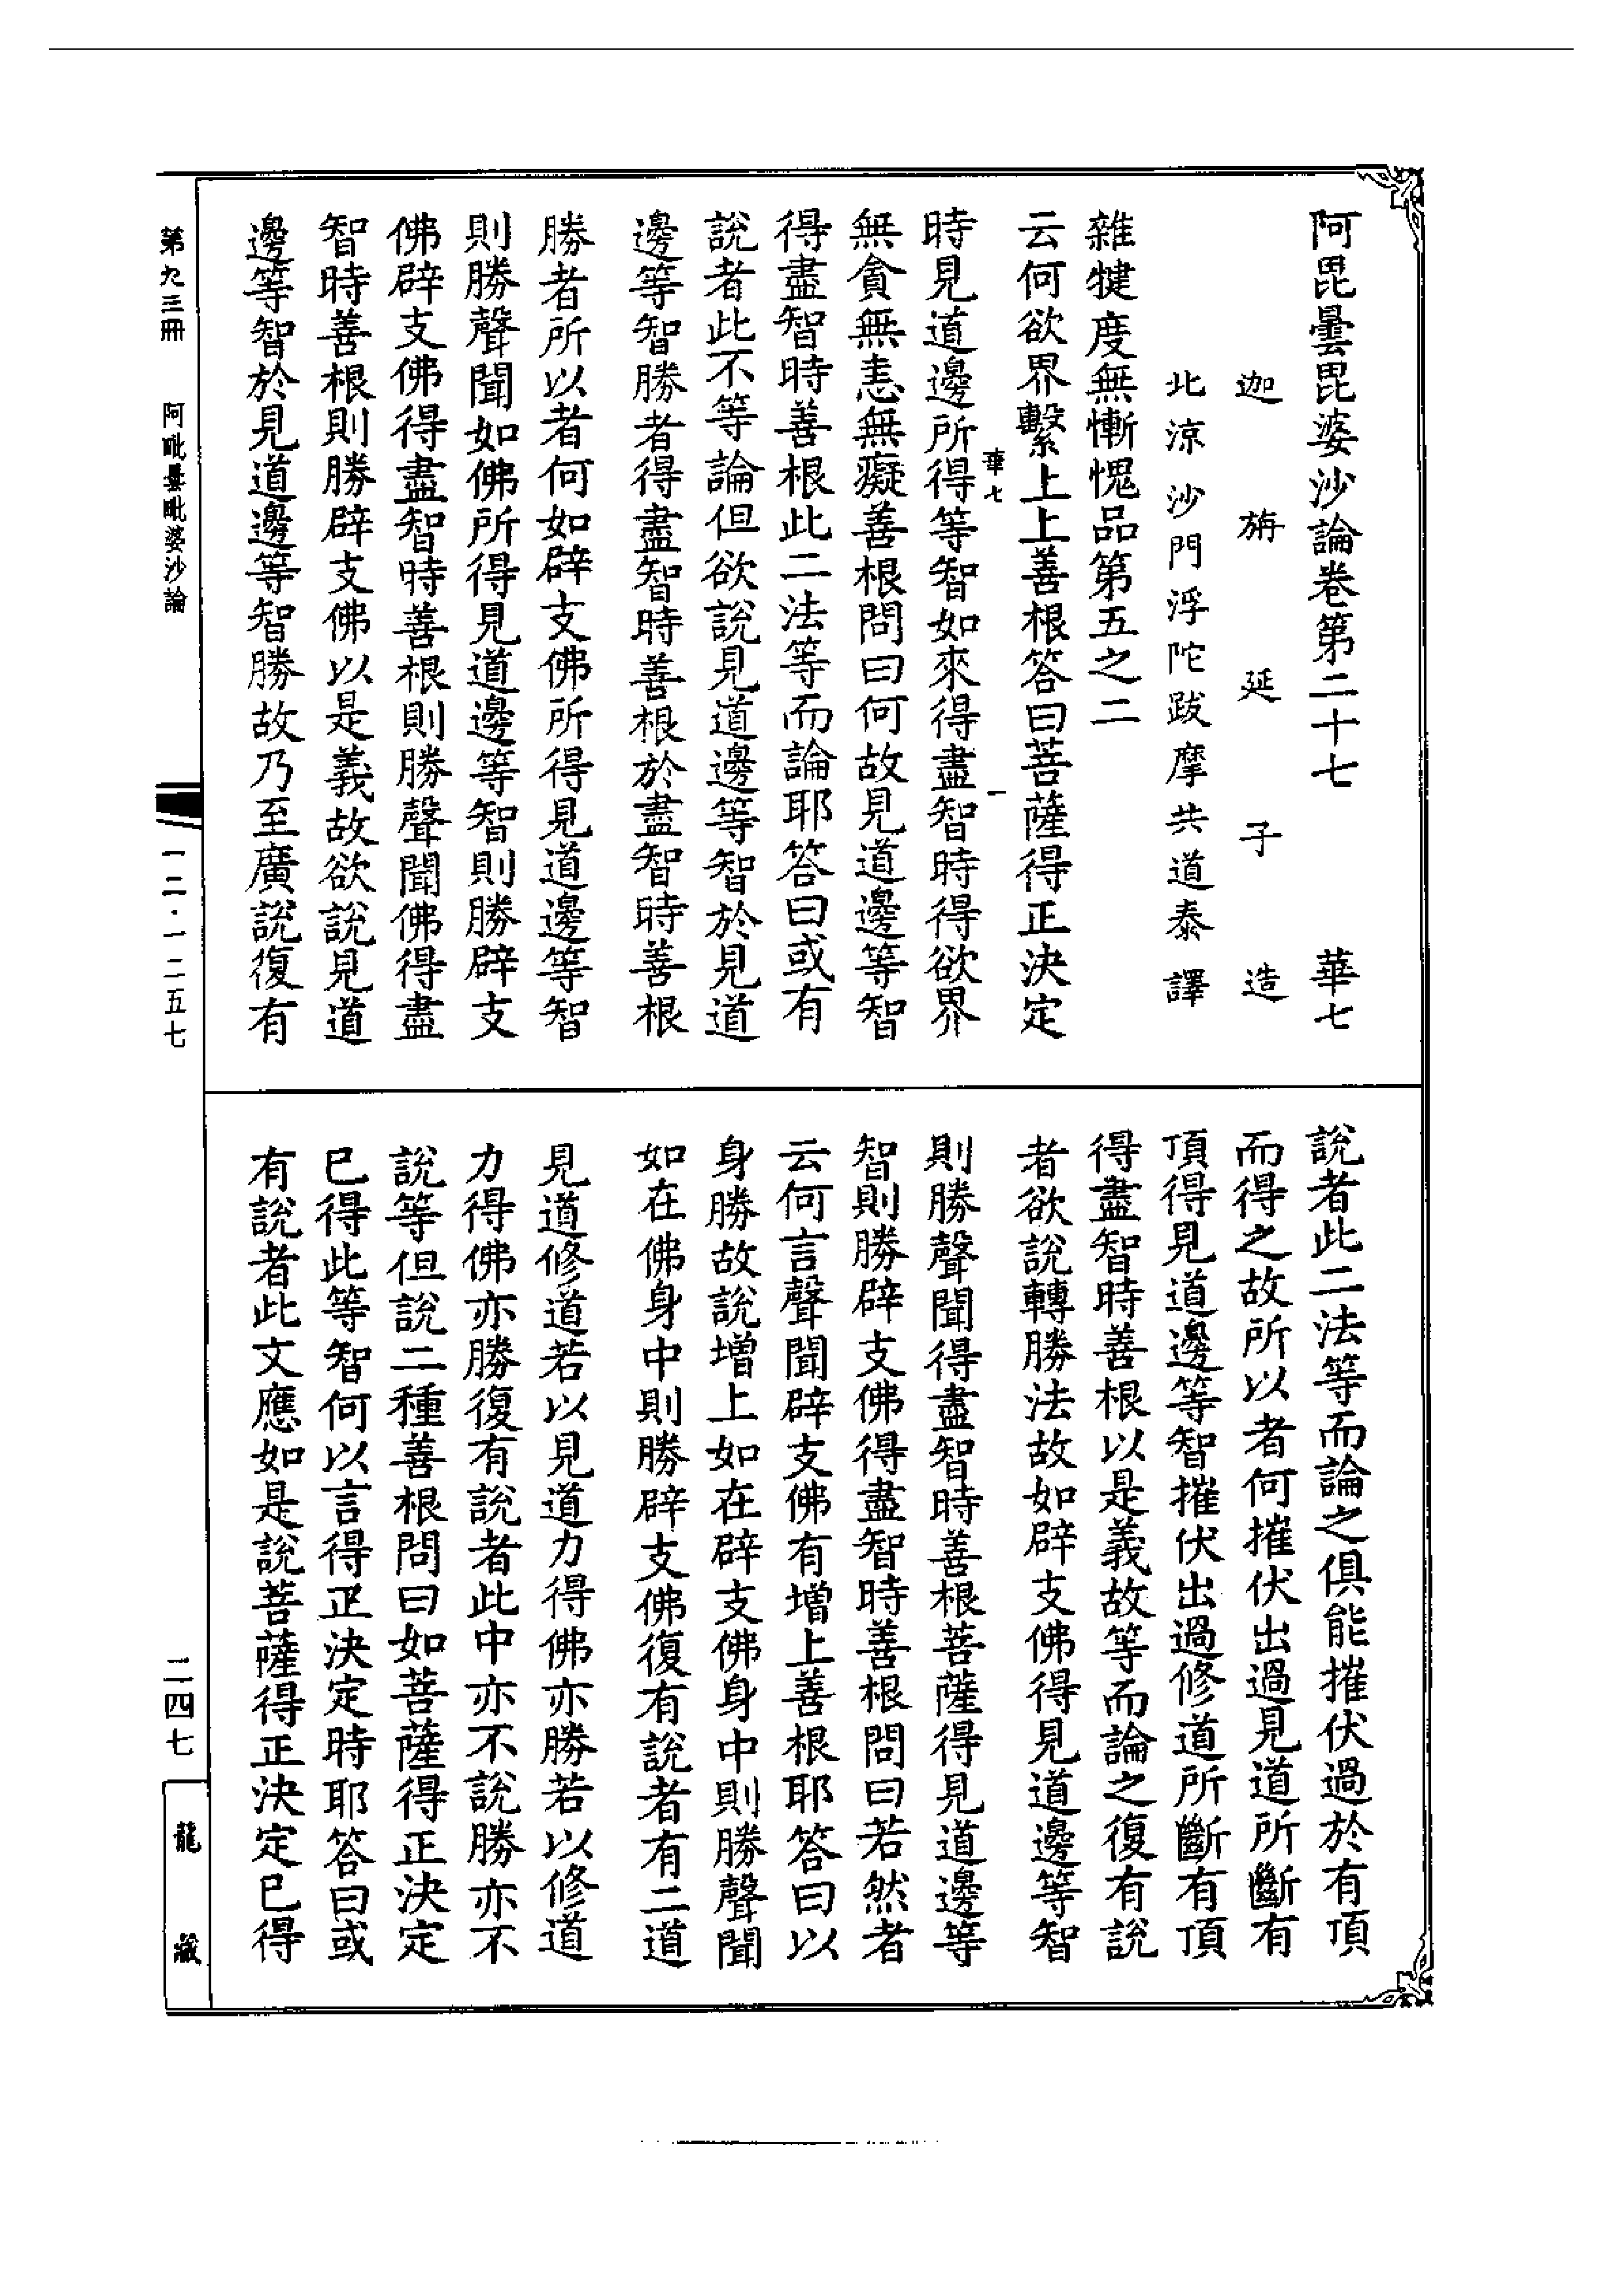 阿毘曇毘婆沙論卷第二十七　華七
迦旃延子造
北涼沙門浮陀跋摩共道泰譯
雜犍度無慚愧品第五之二
云何欲界繫上上善根答曰菩薩得正決定
時見道邊所得等智如來得盡智時得欲界
華七　一
無貪無恚無癡善根問曰何故見道邊等智
得盡智時善根此二法等而論耶答曰或有
說者此不等論但欲說見道邊等智於見道
邊等智勝者得盡智時善根於盡智時善根
勝者所以者何如辟支佛所得見道邊等智
則勝聲聞如佛所得見道邊等智則勝辟支
佛辟支佛得盡智時善根則勝聲聞佛得盡
智時善根則勝辟支佛以是義故欲說見道
邊等智於見道邊等智勝故乃至廣說復有
說者此二法等而論之俱能摧伏過於有頂
而得之故所以者何摧伏出過見道所斷有
頂得見道邊等智摧伏出過修道所斷有頂
得盡智時善根以是義故等而論之復有說
者欲說轉勝法故如辟支佛得見道邊等智
則勝聲聞得盡智時善根菩薩得見道邊等
智則勝辟支佛得盡智時善根問曰若然者
云何言聲聞辟支佛有增上善根耶答曰以
身勝故說增上如在辟支佛身中則勝聲聞
如在佛身中則勝辟支佛復有說者有二道
見道修道若以見道力得佛亦勝若以修道
力得佛亦勝復有說者此中亦不說勝亦不
說等但說二種善根問曰如菩薩得正決定
已得此等智何以言得正決定時耶答曰或
有說者此文應如是說菩薩得正決定已得
第九三冊　阿毗曇毗婆沙論
一二·一二五七
二四七
龍藏